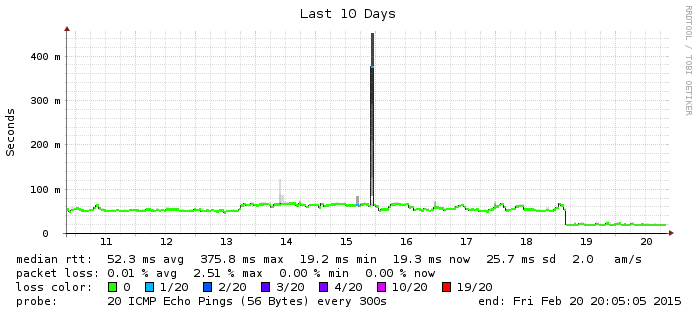 Last 10 Days
RRDTOOL / TOBI OETIKER
Seconds
400 m
300 m
200 m
100 m
0
11 12 13 14 15 16 17 18 19 20
median rtt: 52.3 ms avg 375.8 ms max 19.2 ms min 19.3 ms now 25.7 ms sd 2.0 am/s
packet loss: 0.01 % avg 2.51 % max 0.00 % min 0.00 % now
loss color: 0 1/20 2/20 3/20 4/20 10/20 19/20
probe: 20 ICMP Echo Pings (56 Bytes) every 300s end: Fri Feb 20 20:05:05 2015